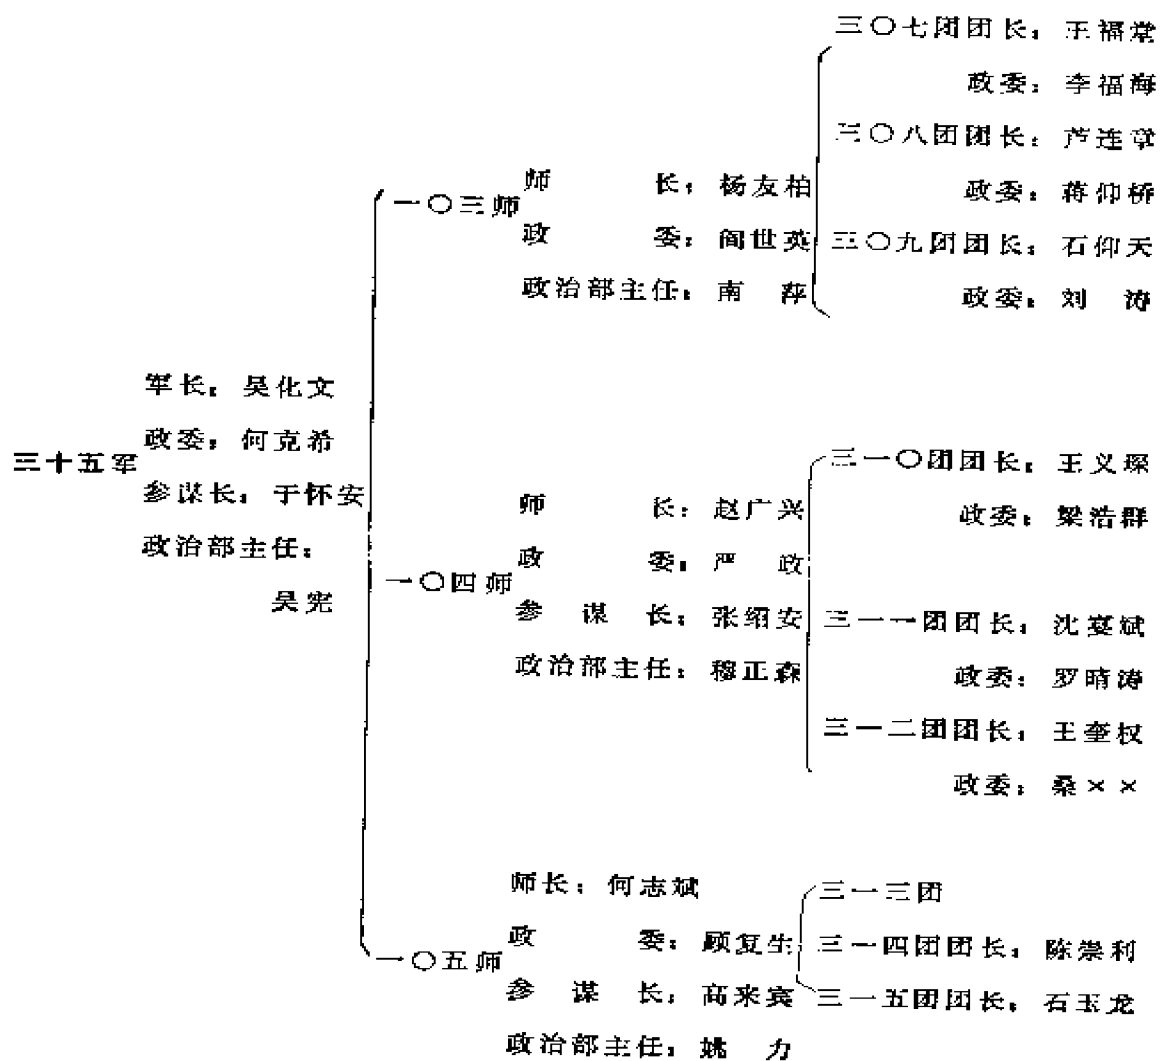 三十五军
军长：吴化文
政委：何克希
参谋长：于怀安
政治部主任：
吴宪
一〇三师
师 长：杨友柏
政 委：阎世英
政治部主任：南 萍
三〇七团团长：王福堂
政委：李福海
三〇八团团长：芦连章
政委：蒋仰桥
三〇九团团长：石仰天
政委：刘 涛
一〇四师
师 长：赵广兴
政 委：严 政
参 谋 长：张绍安
政治部主任：穆正森
三一〇团团长：王义琛
政委：梁浩群
三一一团团长：沈宴斌
政委：罗晴涛
三一二团团长：王奎权
政委：桑××
一〇五师
师长：何志斌
政 委：顾复生
参 谋 长：高来宾
政治部主任：姚 力
三一三团
三一四团团长：陈崇利
三一五团团长：石玉龙